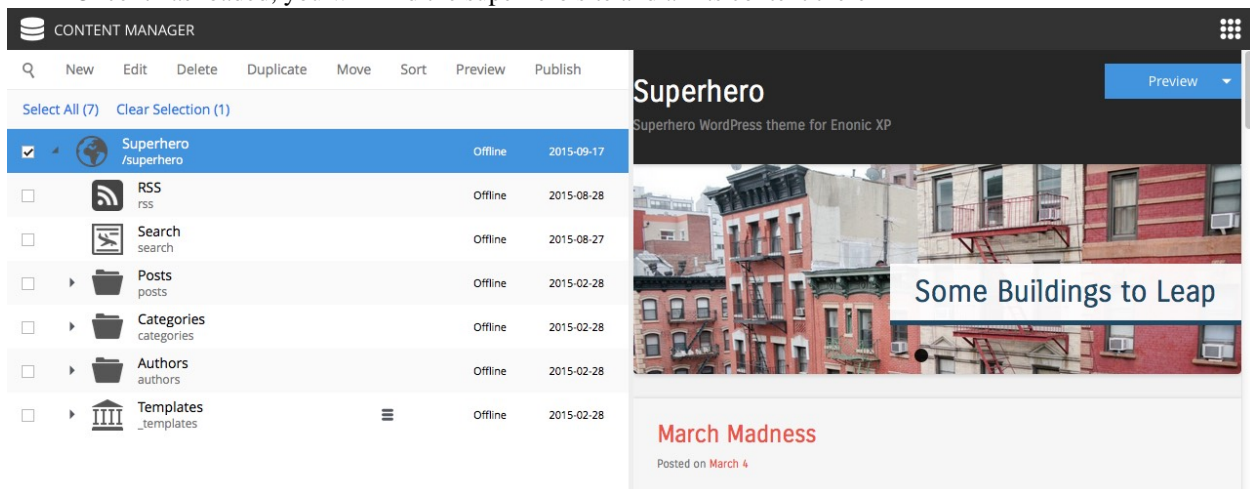 CONTENT MANAGER
New Edit Delete Duplicate Move Sort Preview Publish
Select All (7) Clear Selection (1)
Superhero
/superhero
Offline 2015-09-17
RSS
rss
Offline 2015-08-28
Search
search
Offline 2015-08-27
Posts
posts
Offline 2015-02-28
Categories
categories
Offline 2015-02-28
Authors
authors
Offline 2015-02-28
Templates
_templates
Offline 2015-02-28
Superhero
Superhero WordPress theme for Enonic XP
Preview
Some Buildings to Leap
March Madness
Posted on March 4